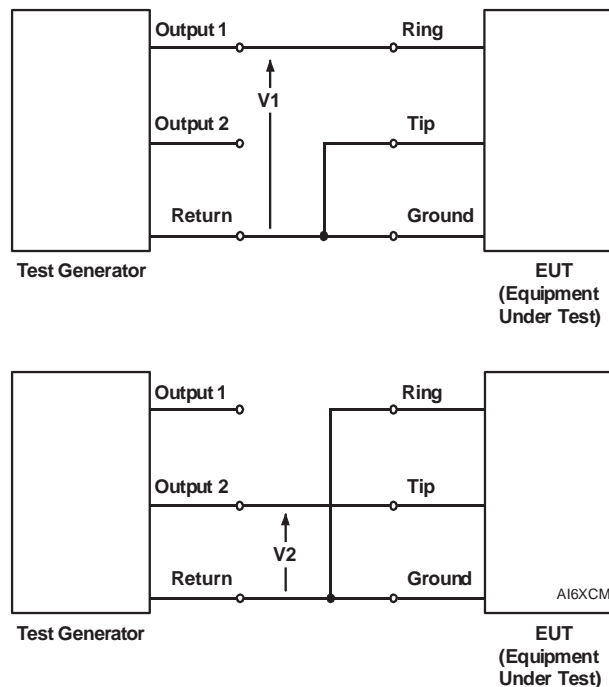 Output 1
Ring
V1
Output 2
Tip
Return
Ground
Test Generator
EUT
(Equipment
Under Test)
Output 1
Ring
Output 2
Tip
V2
Return
Ground
AI6XCM
Test Generator
EUT
(Equipment
Under Test)